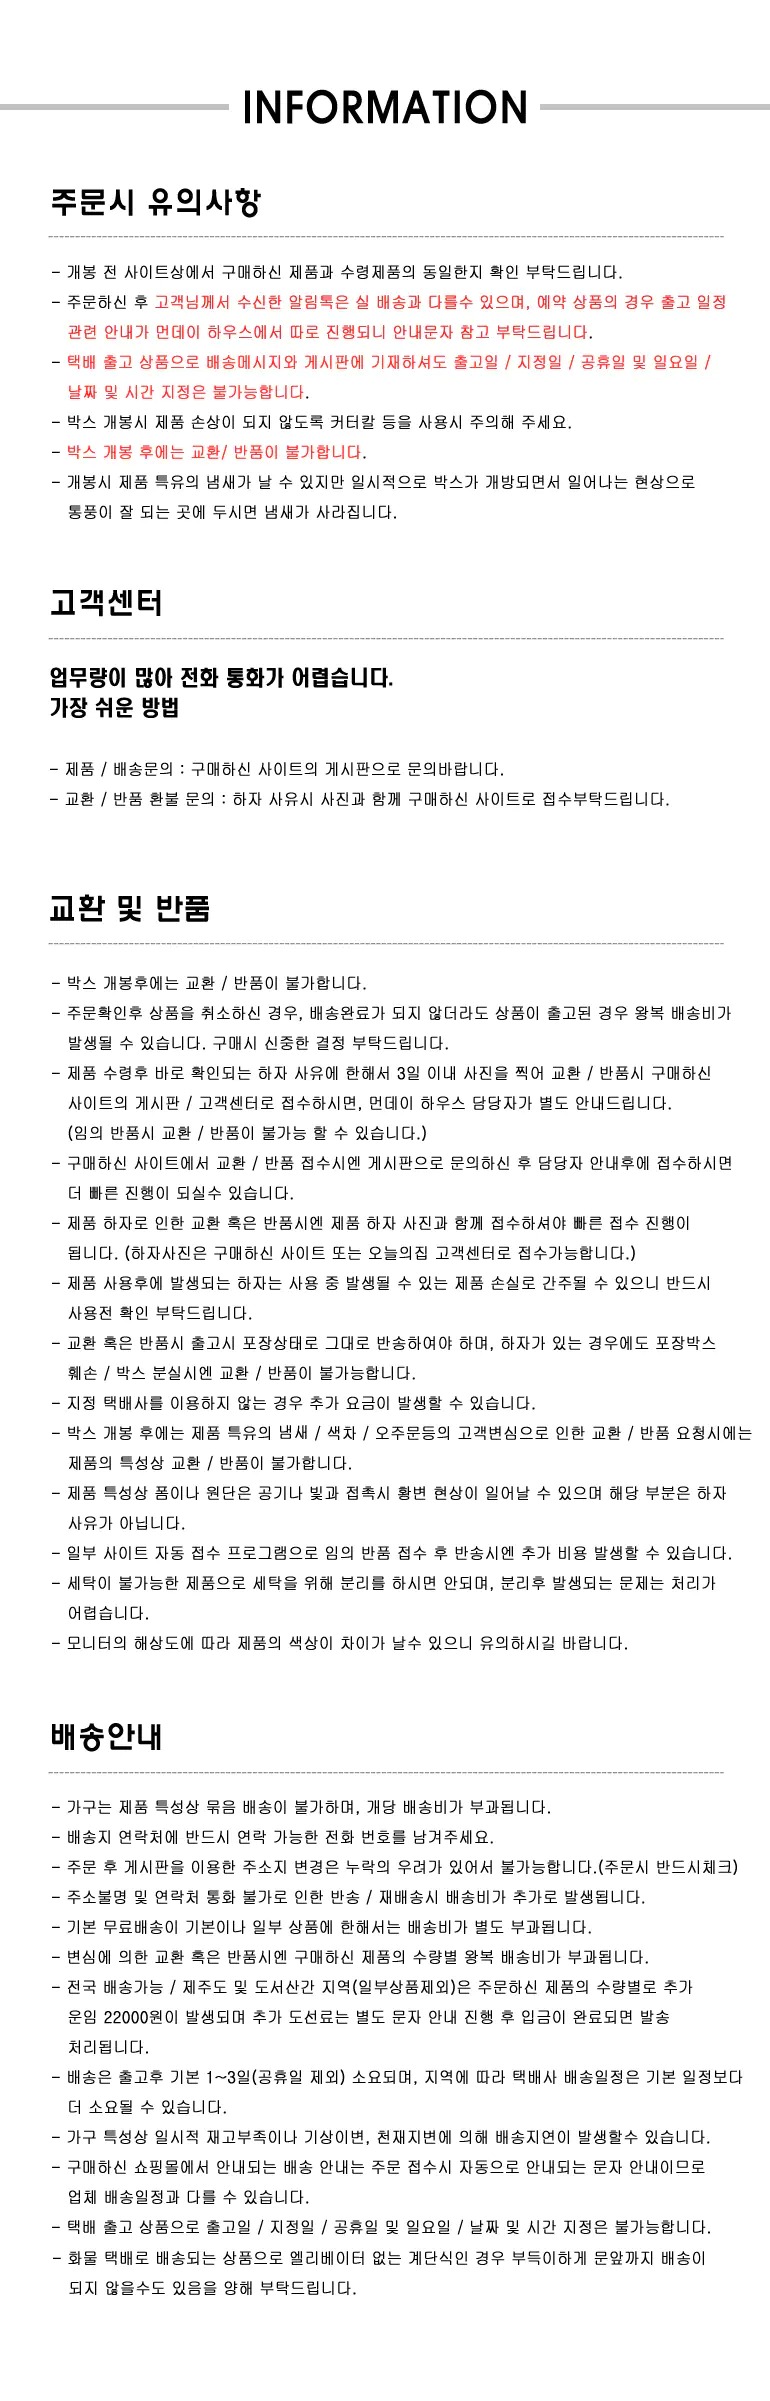 INFORMATION
주문시 유의사항
- 개봉 전 사이트상에서 구매하신 제품과 수령제품의 동일한지 확인 부탁드립니다.
- 주문하신 후 고객님께서 수신한 알림톡은 실 배송과 다를수 있으며, 예약 상품의 경우 출고 일정
관련 안내가 먼데이 하우스에서 따로 진행되니 안내문자 참고 부탁드립니다.
- 택배 출고 상품으로 배송메시지와 게시판에 기재하셔도 출고일 / 지정일 / 공휴일 및 일요일 /
날짜 및 시간 지정은 불가능합니다.
- 박스 개봉시 제품 손상이 되지 않도록 커터칼 등을 사용시 주의해 주세요.
- 박스 개봉 후에는 교환/ 반품이 불가합니다.
- 개봉시 제품 특유의 냄새가 날 수 있지만 일시적으로 박스가 개방되면서 일어나는 현상으로
통풍이 잘 되는 곳에 두시면 냄새가 사라집니다.
고객센터
업무량이 많아 전화 통화가 어렵습니다.
가장 쉬운 방법
- 제품 / 배송문의 : 구매하신 사이트의 게시판으로 문의바랍니다.
- 교환 / 반품 환불 문의 : 하자 사유시 사진과 함께 구매하신 사이트로 접수부탁드립니다.
교환 및 반품
- 박스 개봉후에는 교환 / 반품이 불가합니다.
- 주문확인후 상품을 취소하신 경우, 배송완료가 되지 않더라도 상품이 출고된 경우 왕복 배송비가
발생될 수 있습니다. 구매시 신중한 결정 부탁드립니다.
- 제품 수령후 바로 확인되는 하자 사유에 한해서 3일 이내 사진을 찍어 교환 / 반품시 구매하신
사이트의 게시판 / 고객센터로 접수하시면, 먼데이 하우스 담당자가 별도 안내드립니다.
(임의 반품시 교환 / 반품이 불가능 할 수 있습니다.)
- 구매하신 사이트에서 교환 / 반품 접수시엔 게시판으로 문의하신 후 담당자 안내후에 접수하시면
더 빠른 진행이 되실수 있습니다.
- 제품 하자로 인한 교환 혹은 반품시엔 제품 하자 사진과 함께 접수하셔야 빠른 접수 진행이
됩니다. (하자사진은 구매하신 사이트 또는 오늘의집 고객센터로 접수가능합니다.)
- 제품 사용후에 발생되는 하자는 사용 중 발생될 수 있는 제품 손실로 간주될 수 있으니 반드시
사용전 확인 부탁드립니다.
- 교환 혹은 반품시 출고시 포장상태로 그대로 반송하여야 하며, 하자가 있는 경우에도 포장박스
훼손 / 박스 분실시엔 교환 / 반품이 불가능합니다.
- 지정 택배사를 이용하지 않는 경우 추가 요금이 발생할 수 있습니다.
- 박스 개봉 후에는 제품 특유의 냄새 / 색차 / 오주문등의 고객변심으로 인한 교환 / 반품 요청시에는
제품의 특성상 교환 / 반품이 불가합니다.
- 제품 특성상 폼이나 원단은 공기나 빛과 접촉시 황변 현상이 일어날 수 있으며 해당 부분은 하자
사유가 아닙니다.
- 일부 사이트 자동 접수 프로그램으로 임의 반품 접수 후 반송시엔 추가 비용 발생할 수 있습니다.
- 세탁이 불가능한 제품으로 세탁을 위해 분리를 하시면 안되며, 분리후 발생되는 문제는 처리가
어렵습니다.
- 모니터의 해상도에 따라 제품의 색상이 차이가 날수 있으니 유의하시길 바랍니다.
배송안내
- 가구는 제품 특성상 묶음 배송이 불가하며, 개당 배송비가 부과됩니다.
- 배송지 연락처에 반드시 연락 가능한 전화 번호를 남겨주세요.
- 주문 후 게시판을 이용한 주소지 변경은 누락의 우려가 있어서 불가능합니다.(주문시 반드시체크)
- 주소불명 및 연락처 통화 불가로 인한 반송 / 재배송시 배송비가 추가로 발생됩니다.
- 기본 무료배송이 기본이나 일부 상품에 한해서는 배송비가 별도 부과됩니다.
- 변심에 의한 교환 혹은 반품시엔 구매하신 제품의 수량별 왕복 배송비가 부과됩니다.
- 전국 배송가능 / 제주도 및 도서산간 지역(일부상품제외)은 주문하신 제품의 수량별로 추가
운임 22000원이 발생되며 추가 도선료는 별도 문자 안내 진행 후 입금이 완료되면 발송
처리됩니다.
- 배송은 출고후 기본 1~3일(공휴일 제외) 소요되며, 지역에 따라 택배사 배송일정은 기본 일정보다
더 소요될 수 있습니다.
- 가구 특성상 일시적 재고부족이나 기상이변, 천재지변에 의해 배송지연이 발생할수 있습니다.
- 구매하신 쇼핑몰에서 안내되는 배송 안내는 주문 접수시 자동으로 안내되는 문자 안내이므로
업체 배송일정과 다를 수 있습니다.
- 택배 출고 상품으로 출고일 / 지정일 / 공휴일 및 일요일 / 날짜 및 시간 지정은 불가능합니다.
- 화물 택배로 배송되는 상품으로 엘리베이터 없는 계단식인 경우 부득이하게 문앞까지 배송이
되지 않을수도 있음을 양해 부탁드립니다.